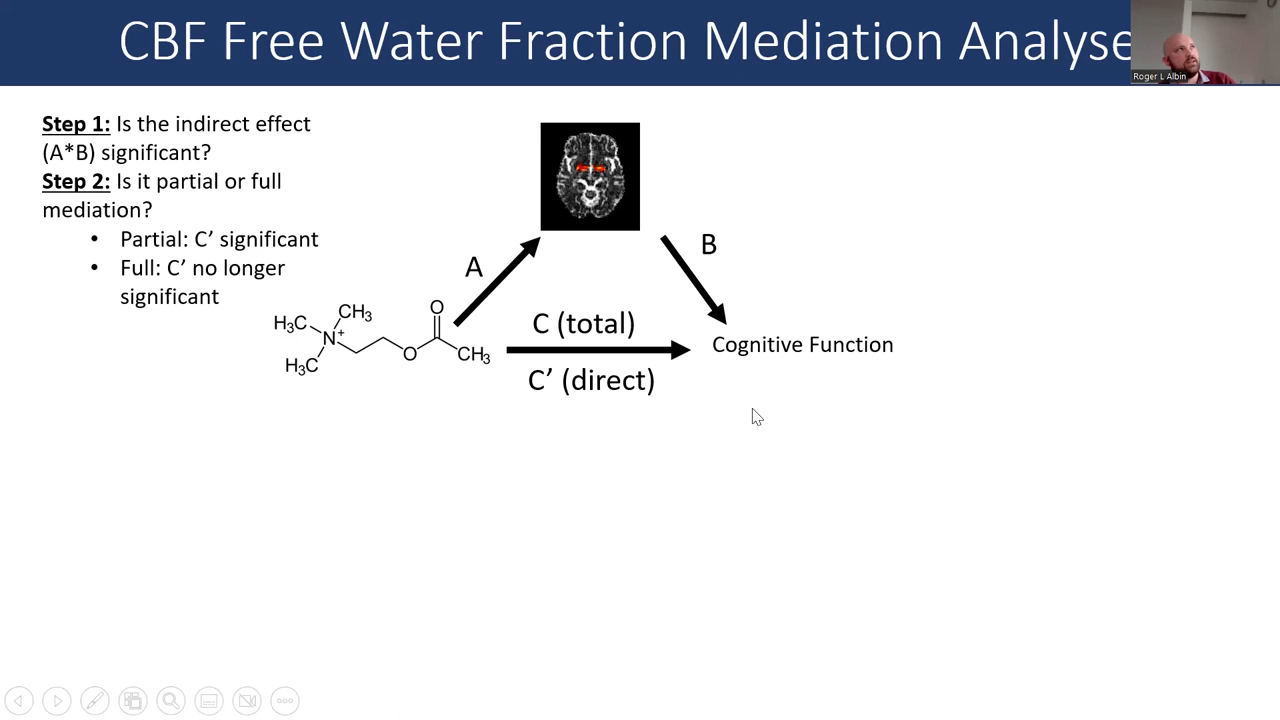 CBF Free Water Fraction Mediation Analyse
Roger L Albin
Step 1: Is the indirect effect
(A*B) significant?
Step 2: Is it partial or full
mediation?
• Partial: C’ significant
• Full: C’ no longer
significant
A
B
C (total)
C’ (direct)
Cognitive Function
H₃C
CH₃
N⁺
H₃C
O
O
CH₃